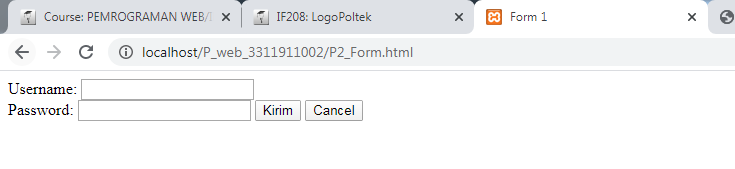 Course: PEMROGRAMAN WEB/
IF208: LogoPoltek
Form 1
localhost/P_web_3311911002/P2_Form.html
Username:
Password: Kirim Cancel